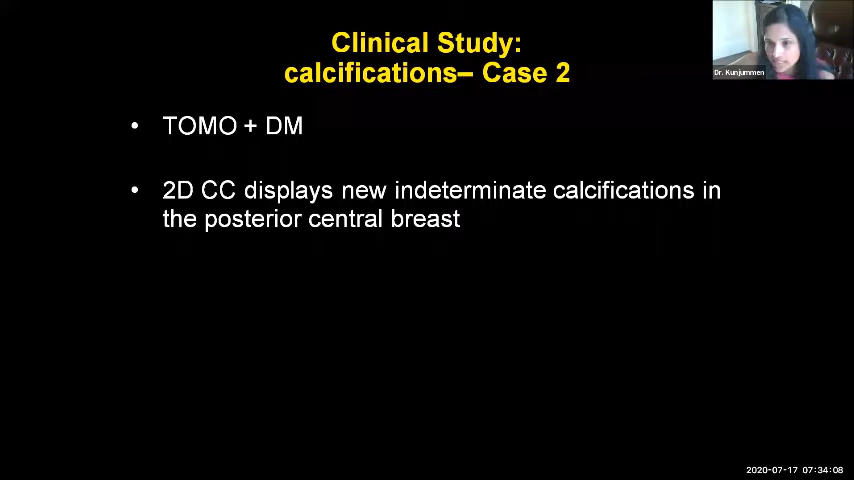 Clinical Study:
calcifications– Case 2
Dr. Kunjummen
• TOMO + DM
• 2D CC displays new indeterminate calcifications in
the posterior central breast
2020-07-17 07:34:08